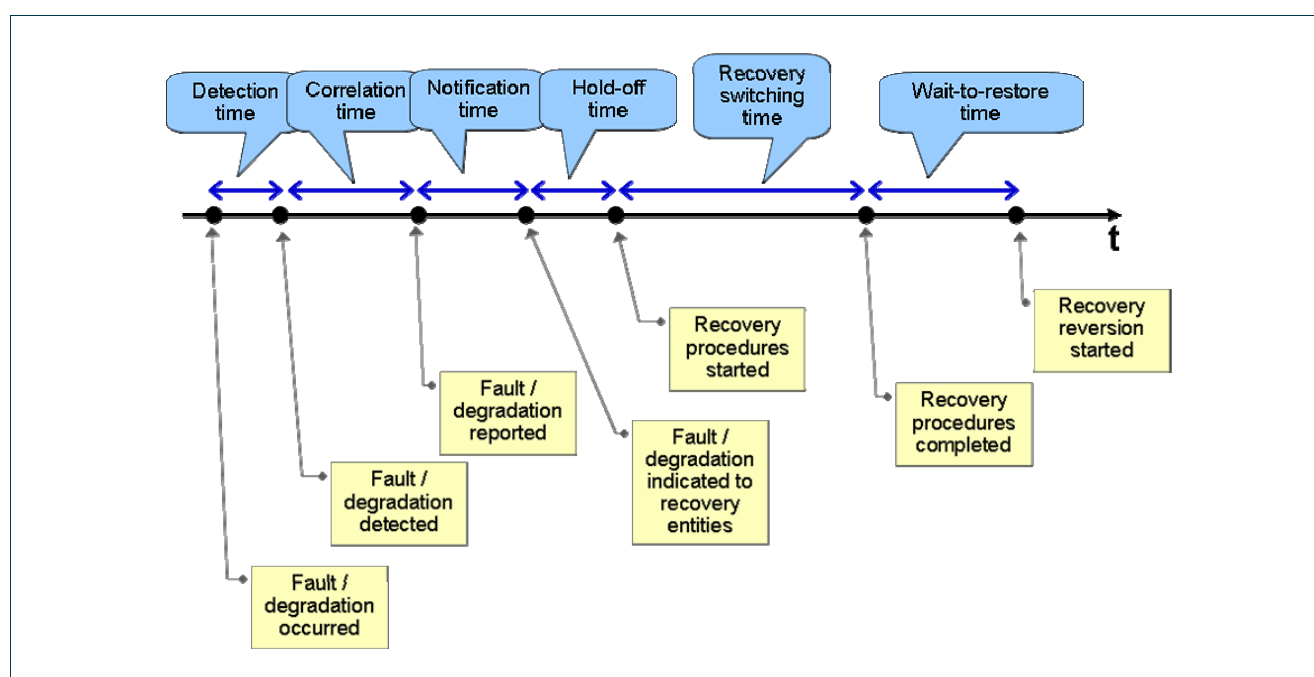 Detection
time
Correlation
time
Notification
time
Hold-off
time
Recovery
switching
time
Wait-to-restore
time
t
Recovery
reversion
started
Recovery
procedures
started
Fault /
degradation
reported
Recovery
procedures
completed
Fault /
degradation
indicated to
recovery
entities
Fault /
degradation
detected
Fault /
degradation
occurred